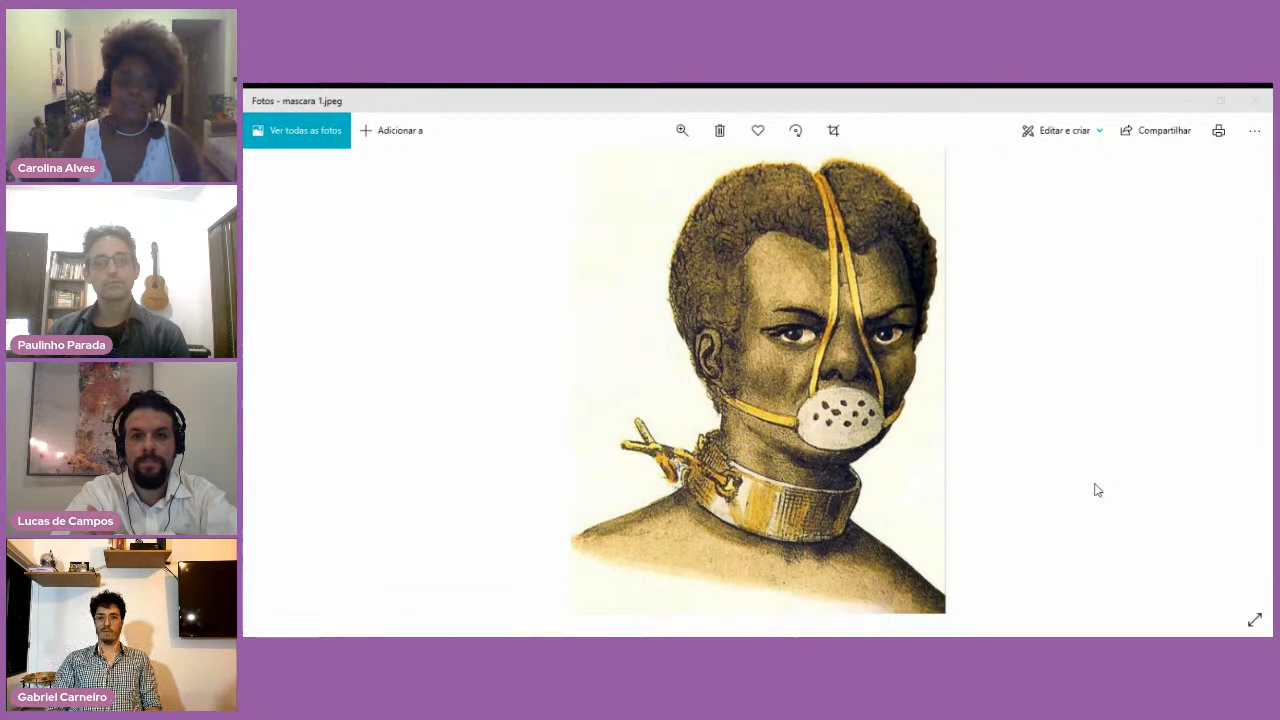 Carolina Alves
Paulinho Parada
Lucas de Campos
Gabriel Carneiro
Fotos - mascara 1.jpeg
Ver todas as fotos
Adicionar a
Editar e criar
Compartilhar